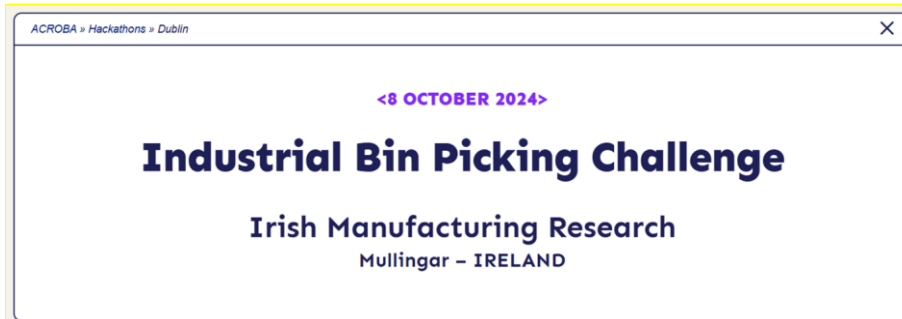 ACROBA » Hackathons » Dublin
<8 OCTOBER 2024>
Industrial Bin Picking Challenge
Irish Manufacturing Research
Mullingar – IRELAND